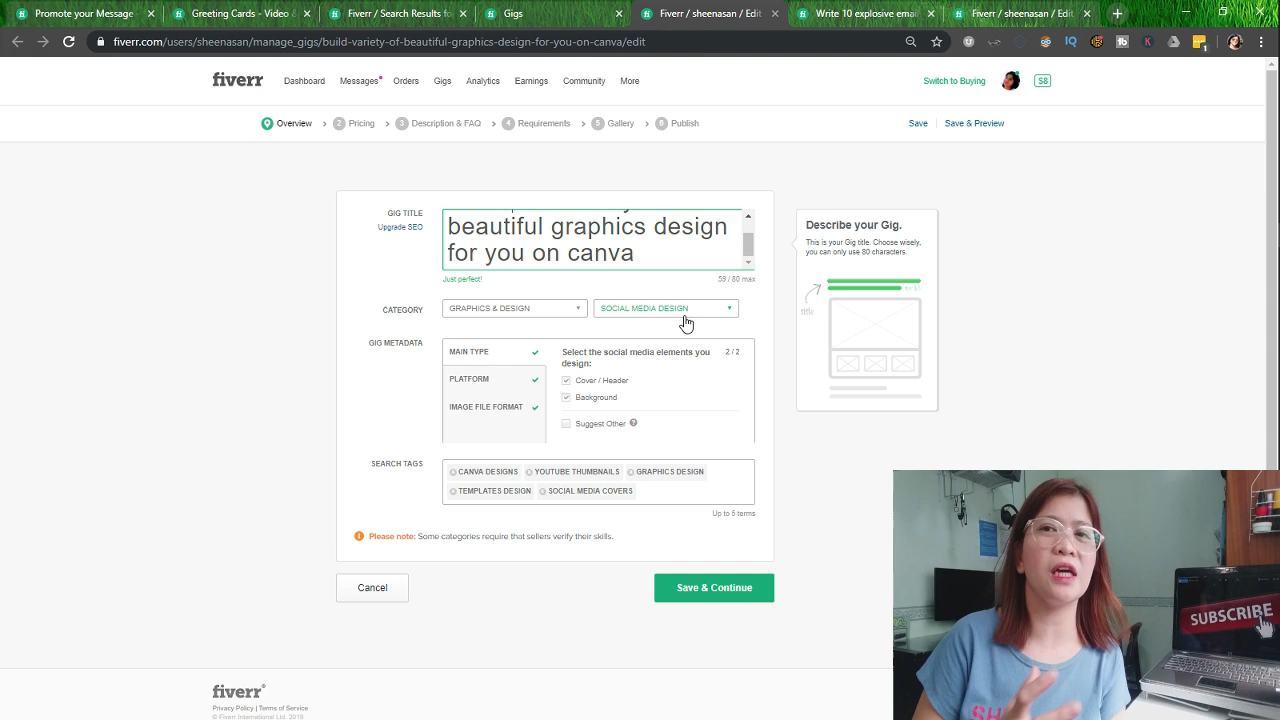 Promote your Message
Greeting Cards - Video &
Fiverr / Search Results fo
Gigs
Fiverr / sheenasan / Edit
Write 10 explosive emai
Fiverr / sheenasan / Edit
fiverr.com/users/sheenasan/manage_gigs/build-variety-of-beautiful-graphics-design-for-you-on-canva/edit
fiverr
Dashboard
Messages
Orders
Gigs
Analytics
Earnings
Community
More
Switch to Buying
$8
Overview
2 Pricing
3 Description & FAQ
4 Requirements
5 Gallery
6 Publish
Save
Save & Preview
GIG TITLE
Upgrade SEO
beautiful graphics design
for you on canva
Just perfect!
59 / 80 max
Describe your Gig.
This is your Gig title. Choose wisely,
you can only use 80 characters.
title
CATEGORY
GRAPHICS & DESIGN
SOCIAL MEDIA DESIGN
GIG METADATA
MAIN TYPE
PLATFORM
IMAGE FILE FORMAT
Select the social media elements you
design:
2 / 2
Cover / Header
Background
Suggest Other
SEARCH TAGS
CANVA DESIGNS
YOUTUBE THUMBNAILS
GRAPHICS DESIGN
TEMPLATES DESIGN
SOCIAL MEDIA COVERS
Up to 5 terms
Please note: Some categories require that sellers verify their skills.
Cancel
Save & Continue
SUBSCRIBE
fiverr
Privacy Policy | Terms of Service
© Fiverr International Ltd. 2019